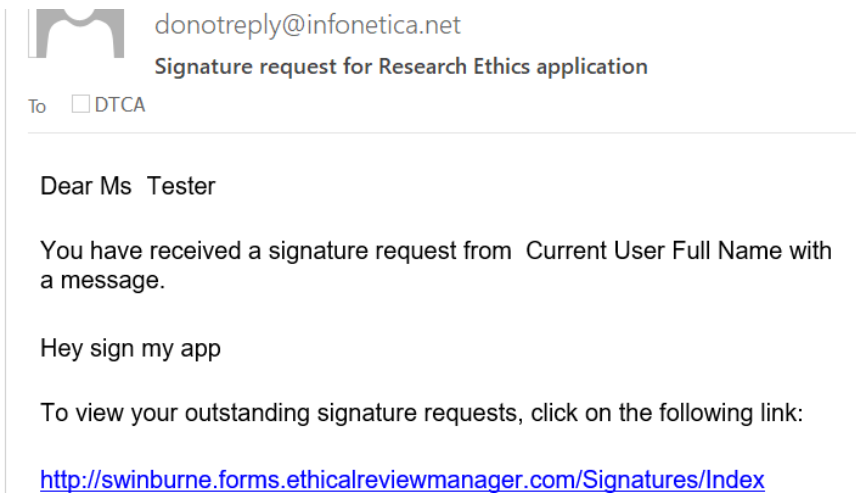 donotreply@infonetica.net
Signature request for Research Ethics application
To DTCA
Dear Ms  Tester
You have received a signature request from  Current User Full Name with
a message.
Hey sign my app
To view your outstanding signature requests, click on the following link:
http://swinburne.forms.ethicalreviewmanager.com/Signatures/Index